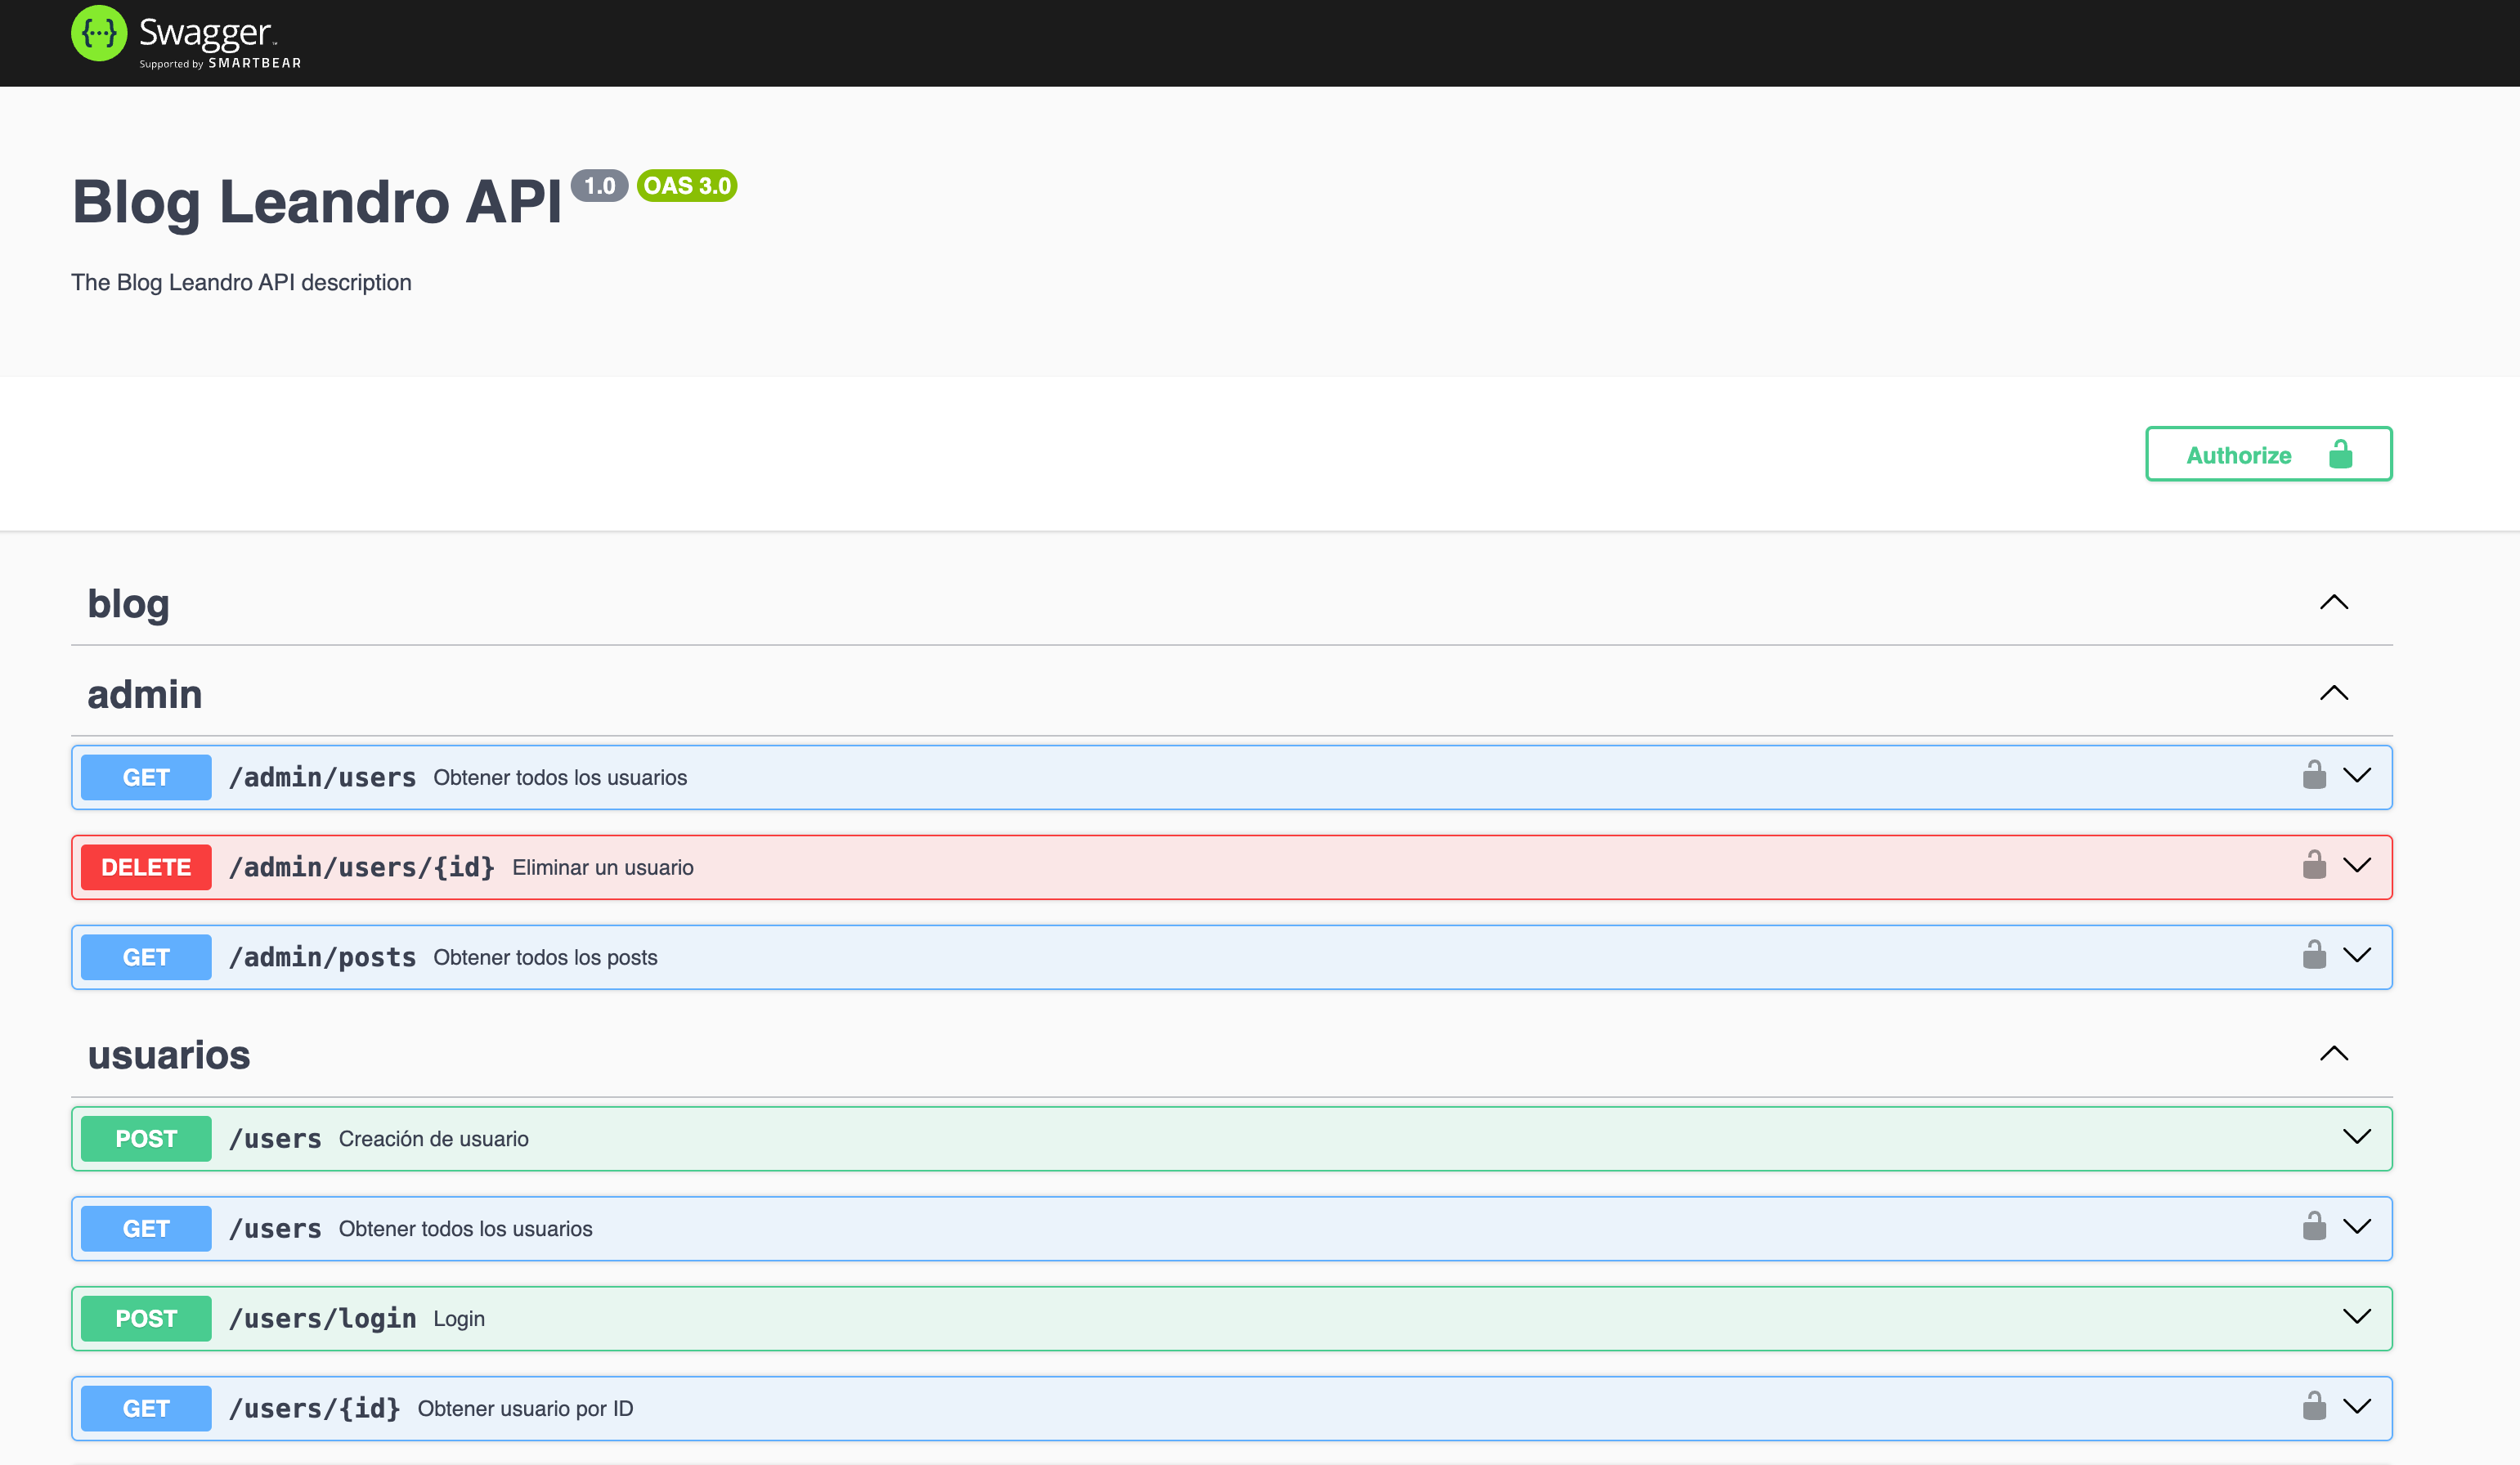 Swagger™
Supported by SMARTBEAR
Blog Leandro API 1.0 OAS 3.0
The Blog Leandro API description
Authorize
blog
admin
GET /admin/users Obtener todos los usuarios
DELETE /admin/users/{id} Eliminar un usuario
GET /admin/posts Obtener todos los posts
usuarios
POST /users Creación de usuario
GET /users Obtener todos los usuarios
POST /users/login Login
GET /users/{id} Obtener usuario por ID